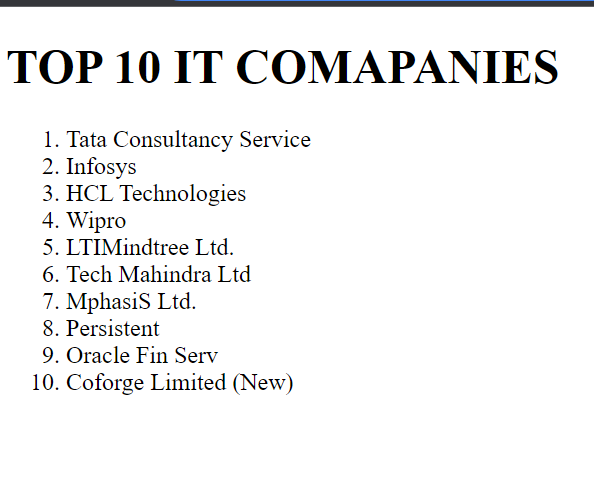 TOP 10 IT COMAPANIES
1. Tata Consultancy Service
2. Infosys
3. HCL Technologies
4. Wipro
5. LTIMindtree Ltd.
6. Tech Mahindra Ltd
7. MphasiS Ltd.
8. Persistent
9. Oracle Fin Serv
10. Coforge Limited (New)